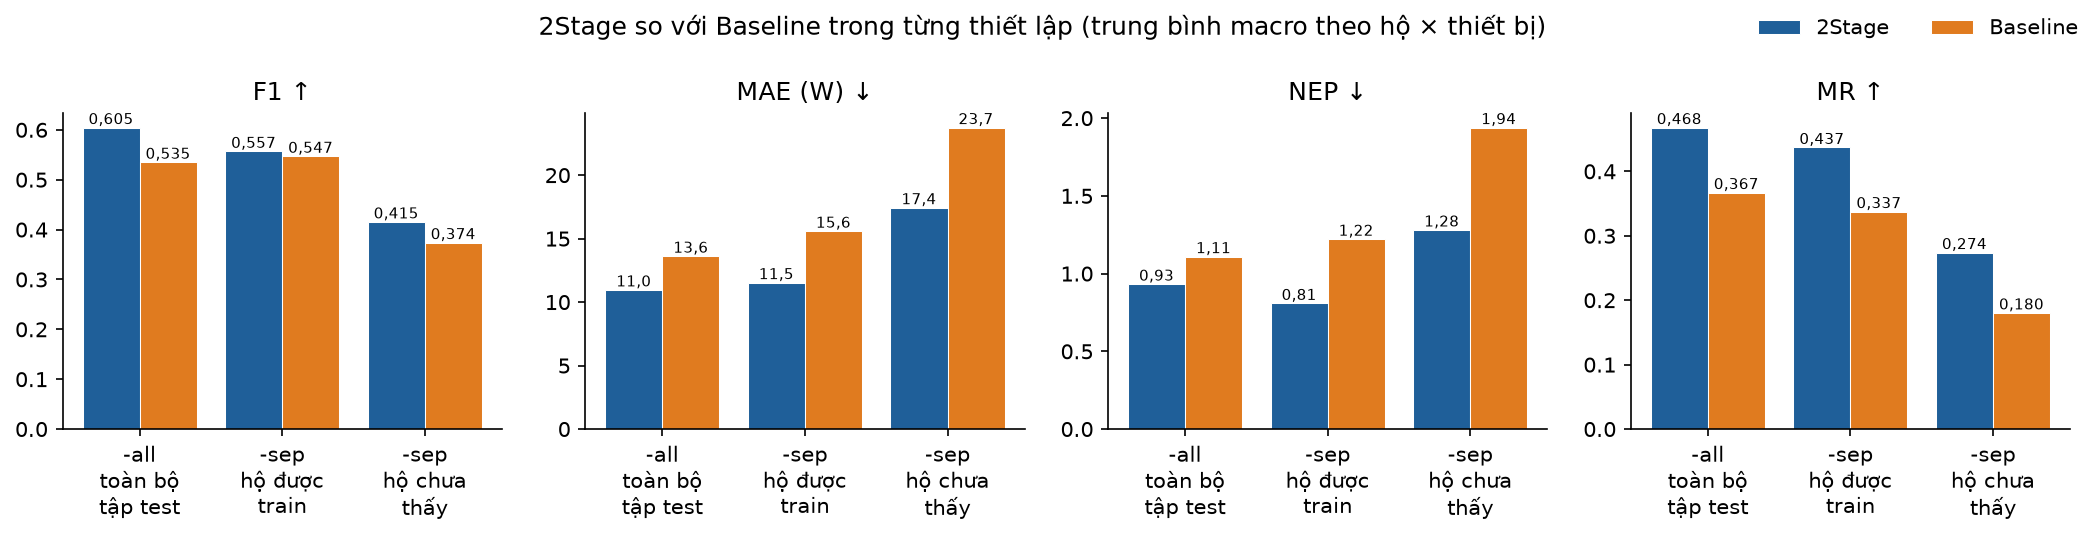 2Stage so với Baseline trong từng thiết lập (trung bình macro theo hộ × thiết bị)
2Stage
Baseline
F1 ↑
0.6
0.5
0.4
0.3
0.2
0.1
0.0
0,605
0,535
0,557
0,547
0,415
0,374
-all
toàn bộ
tập test
-sep
hộ được
train
-sep
hộ chưa
thấy
MAE (W) ↓
20
15
10
5
0
11,0
13,6
11,5
15,6
17,4
23,7
-all
toàn bộ
tập test
-sep
hộ được
train
-sep
hộ chưa
thấy
NEP ↓
2.0
1.5
1.0
0.5
0.0
0,93
1,11
0,81
1,22
1,28
1,94
-all
toàn bộ
tập test
-sep
hộ được
train
-sep
hộ chưa
thấy
MR ↑
0.4
0.3
0.2
0.1
0.0
0,468
0,367
0,437
0,337
0,274
0,180
-all
toàn bộ
tập test
-sep
hộ được
train
-sep
hộ chưa
thấy